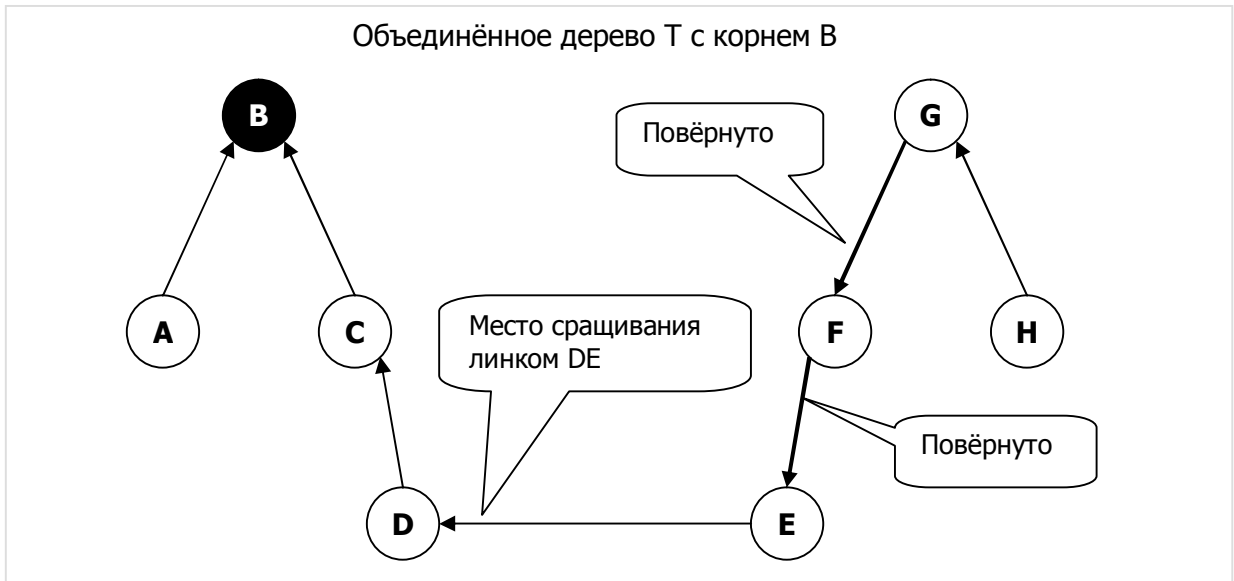 Объединённое дерево T с корнем B
B
G
Повёрнуто
A
C
Место сращивания
линком DE
F
H
Повёрнуто
D
E